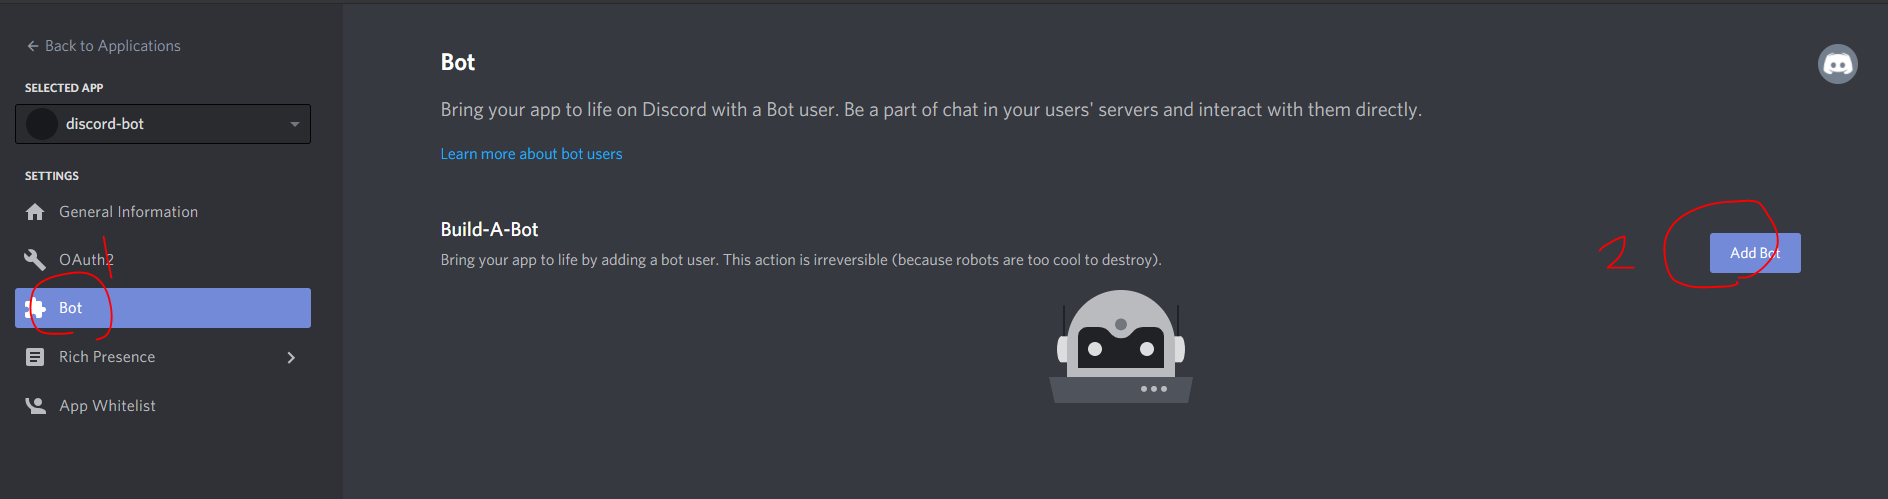 Back to Applications
SELECTED APP
discord-bot
SETTINGS
General Information
1
OAuth2
Bot
Rich Presence
App Whitelist
Bot
Bring your app to life on Discord with a Bot user. Be a part of chat in your users' servers and interact with them directly.
Learn more about bot users
Build-A-Bot
Bring your app to life by adding a bot user. This action is irreversible (because robots are too cool to destroy).
2
Add Bot